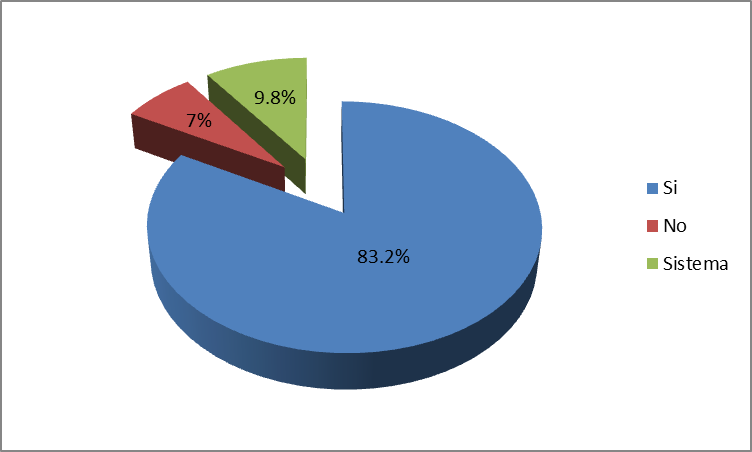 9.8%
7%
83.2%
Si
No
Sistema